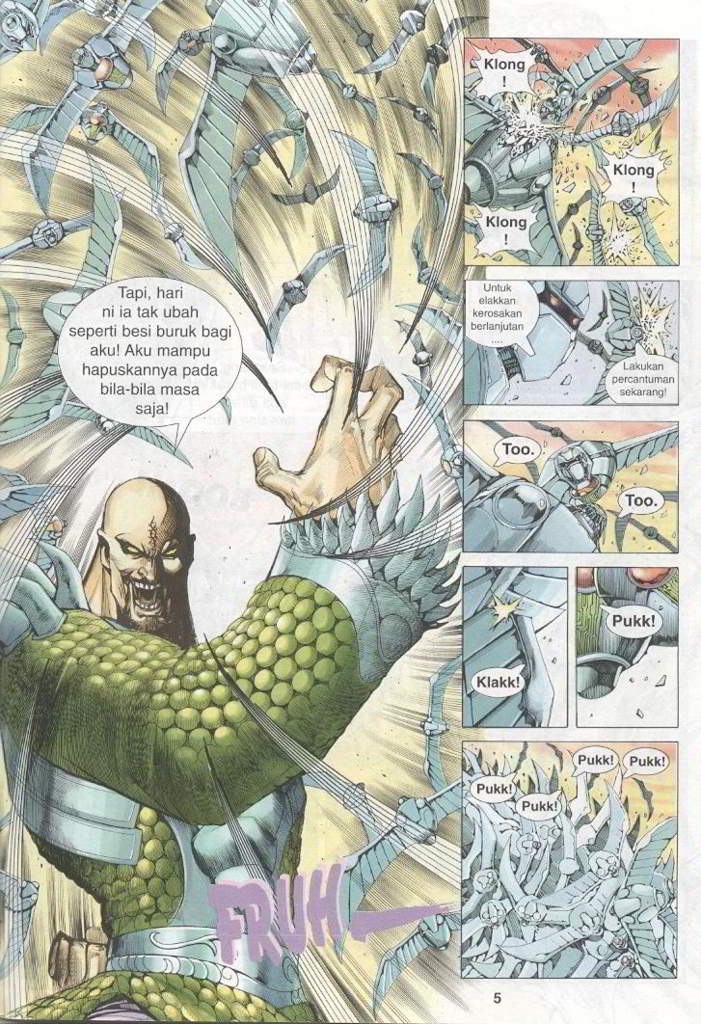 Tapi, hari
ni ia tak ubah
seperti besi buruk bagi
aku! Aku mampu
hapuskannya pada
bila-bila masa
saja!
FRUH
Klong
!
Klong
!
Klong
!
Untuk
elakkan
kerosakan
berlanjutan
....
Lakukan
percantuman
sekarang!
Too.
Too.
Klakk!
Pukk!
Pukk!
Pukk!
Pukk!
Pukk!
5